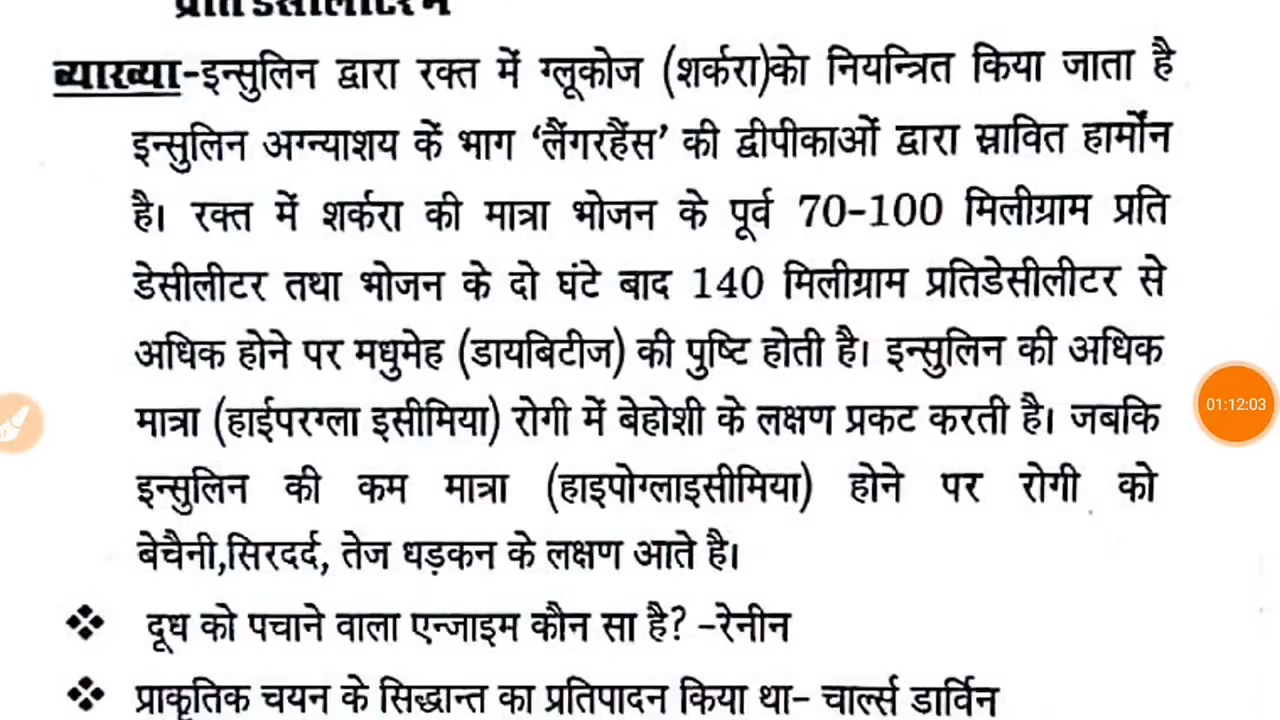 प्रति डेसीलीटर में
व्याख्या-इन्सुलिन द्वारा रक्त में ग्लूकोज (शर्करा)को नियन्त्रित किया जाता है
इन्सुलिन अग्न्याशय कें भाग ‘लैंगरहैंस’ की द्वीपीकाओं द्वारा स्रावित हार्मोन
है। रक्त में शर्करा की मात्रा भोजन के पूर्व 70-100 मिलीग्राम प्रति
डेसीलीटर तथा भोजन के दो घंटे बाद 140 मिलीग्राम प्रतिडेसीलीटर से
अधिक होने पर मधुमेह (डायबिटीज) की पुष्टि होती है। इन्सुलिन की अधिक
मात्रा (हाईपरग्ला इसीमिया) रोगी में बेहोशी के लक्षण प्रकट करती है। जबकि
इन्सुलिन की कम मात्रा (हाइपोग्लाइसीमिया) होने पर रोगी को
बेचैनी,सिरदर्द, तेज धड़कन के लक्षण आते है।
❖ दूध को पचाने वाला एन्जाइम कौन सा है? -रेनीन
❖ प्राकृतिक चयन के सिद्धान्त का प्रतिपादन किया था- चार्ल्स डार्विन
01:12:03